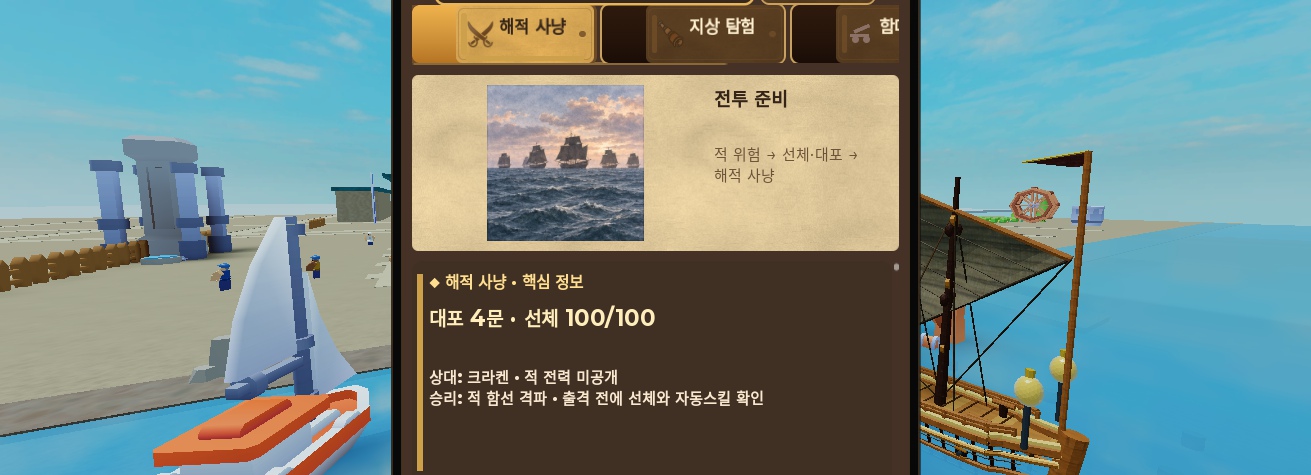 해적 사냥
지상 탐험
전투 준비
적 위험 → 선체·대포 →
해적 사냥
◆ 해적 사냥 • 핵심 정보
대포 4문 • 선체 100/100
상대: 크라켄 • 적 전력 미공개
승리: 적 함선 격파 • 출격 전에 선체와 자동스킬 확인